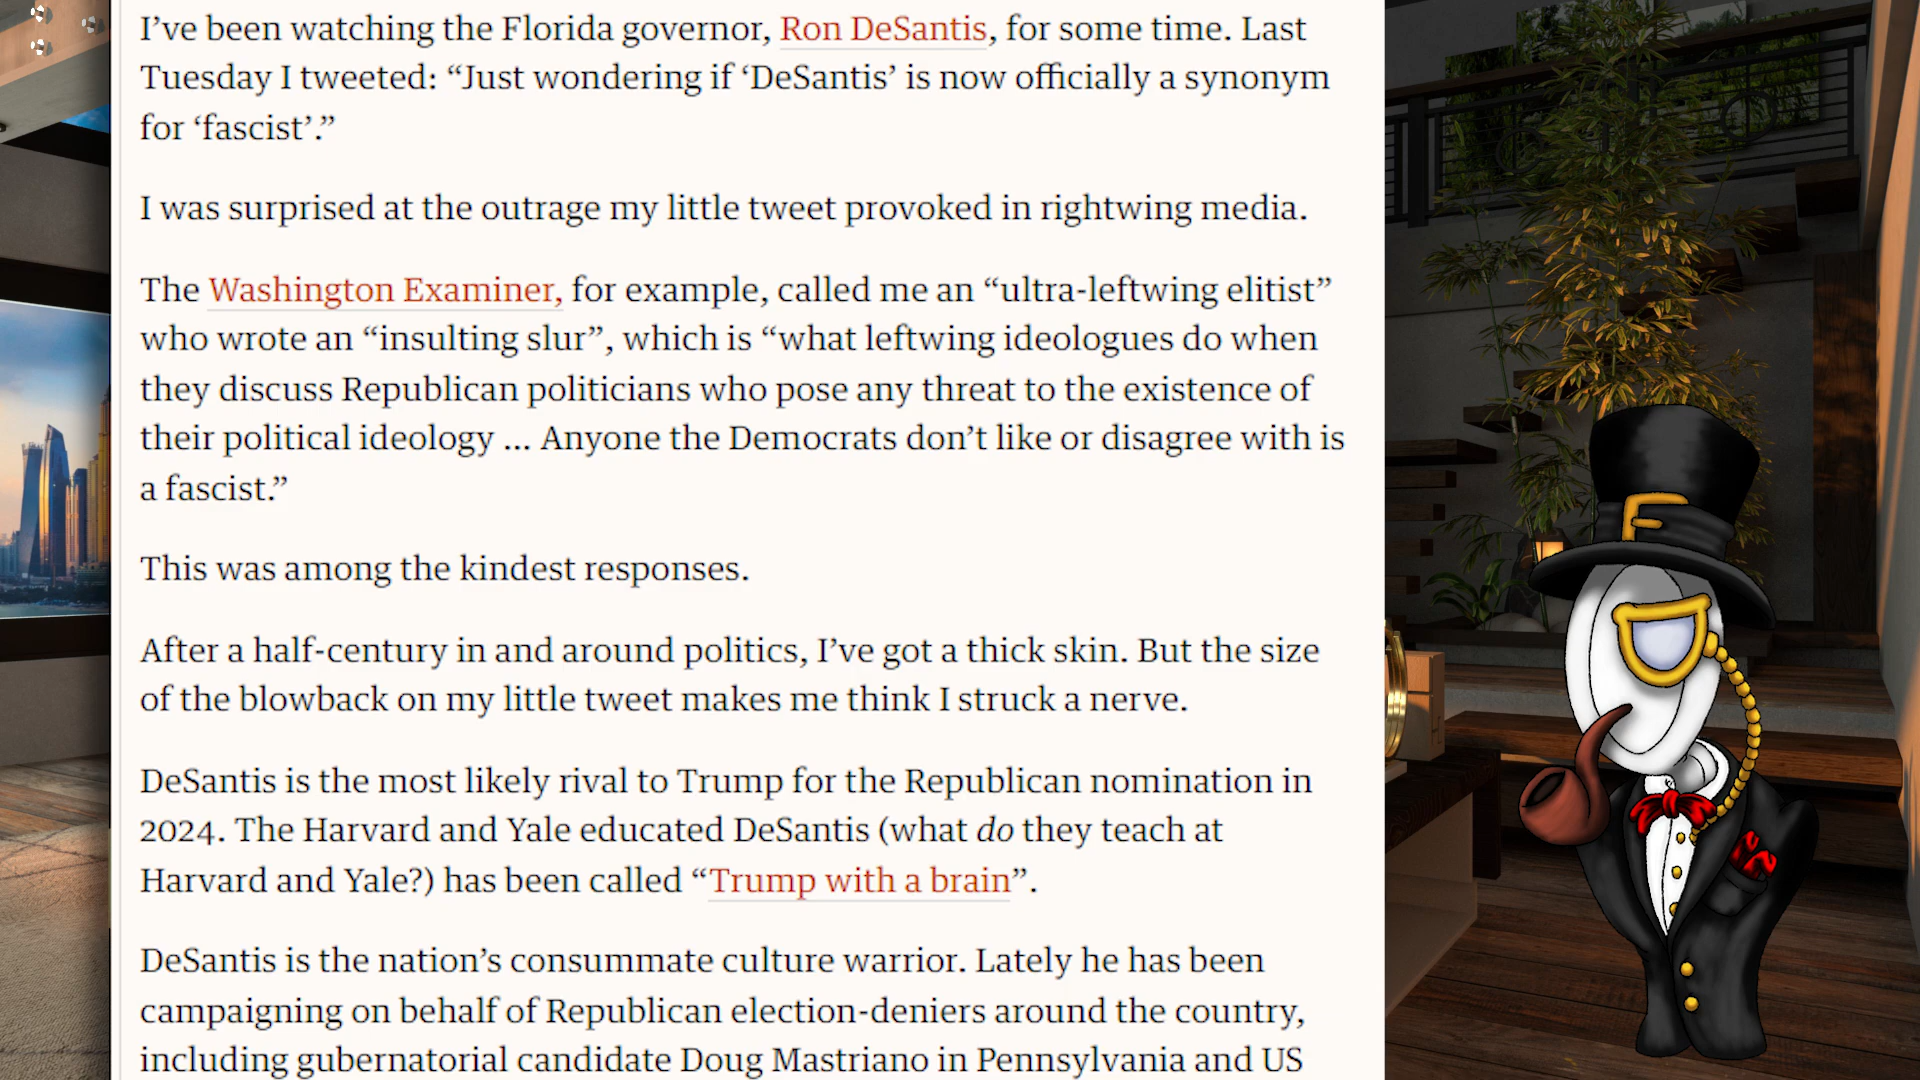 I’ve been watching the Florida governor, Ron DeSantis, for some time. Last
Tuesday I tweeted: “Just wondering if ‘DeSantis’ is now officially a synonym
for ‘fascist’.”
I was surprised at the outrage my little tweet provoked in rightwing media.
The Washington Examiner, for example, called me an “ultra-leftwing elitist”
who wrote an “insulting slur”, which is “what leftwing ideologues do when
they discuss Republican politicians who pose any threat to the existence of
their political ideology ... Anyone the Democrats don’t like or disagree with is
a fascist.”
This was among the kindest responses.
After a half-century in and around politics, I’ve got a thick skin. But the size
of the blowback on my little tweet makes me think I struck a nerve.
DeSantis is the most likely rival to Trump for the Republican nomination in
2024. The Harvard and Yale educated DeSantis (what do they teach at
Harvard and Yale?) has been called “Trump with a brain”.
DeSantis is the nation’s consummate culture warrior. Lately he has been
campaigning on behalf of Republican election-deniers around the country,
including gubernatorial candidate Doug Mastriano in Pennsylvania and US